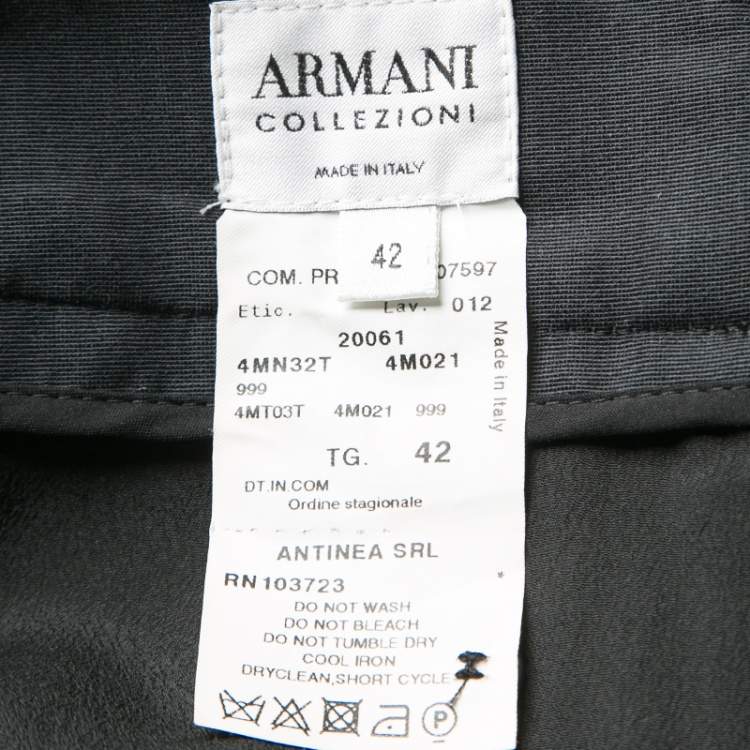 ARMANI
COLLEZIONI
MADE IN ITALY
42
COM. PR 07597
Etic. Lav. 012
20061
4MN32T 4M021
999
4MT03T 4M021 999
Made in Italy
TG. 42
DT.IN.COM
Ordine stagionale
ANTINEA SRL
RN 103723
DO NOT WASH
DO NOT BLEACH
DO NOT TUMBLE DRY
COOL IRON
DRYCLEAN,SHORT CYCLE
P